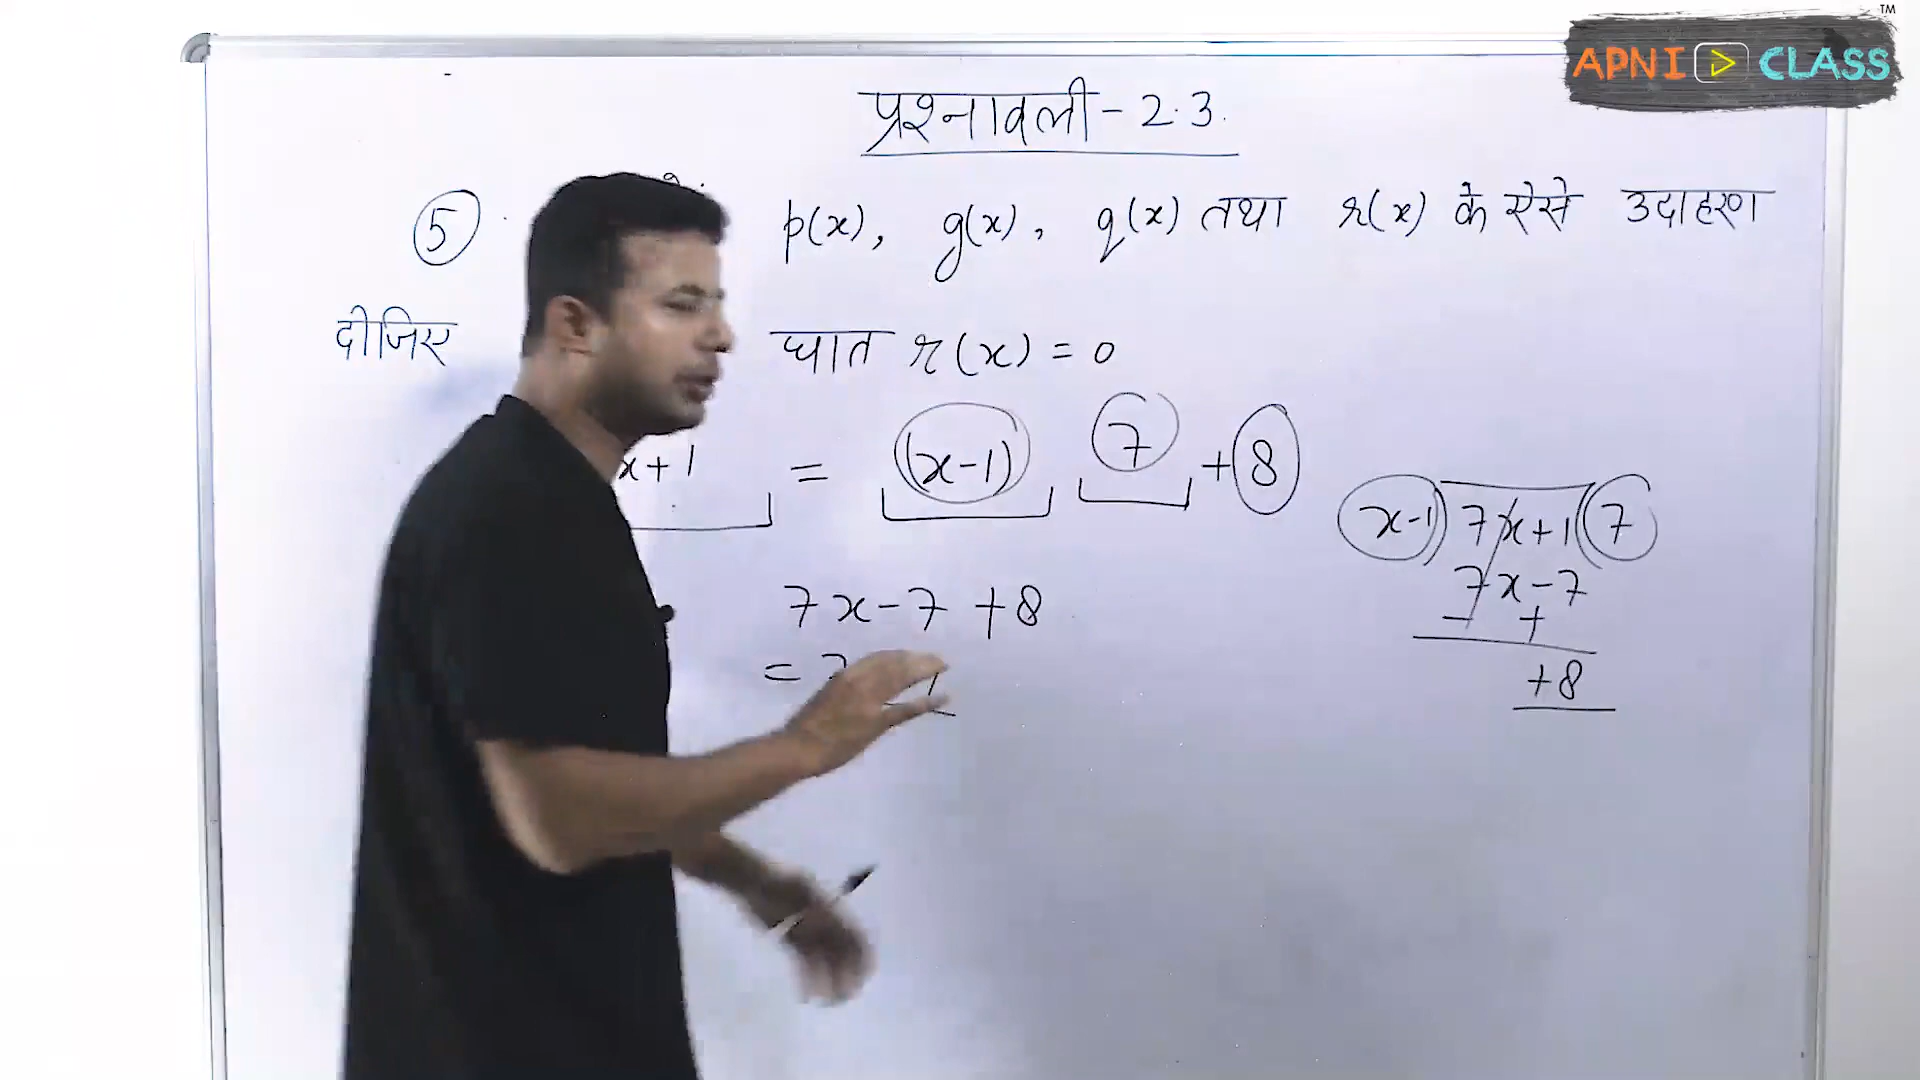 APNI CLASS ™
प्रश्नावली - 2.3.
5 p(x), g(x), q(x) तथा r(x) के ऐसे उदाहरण
दीजिए घात r(x) = 0
x+1 = (x-1) 7 + 8
7x-7 +8
=
x-1) 7x+1 (7
7x-7
- +
+8